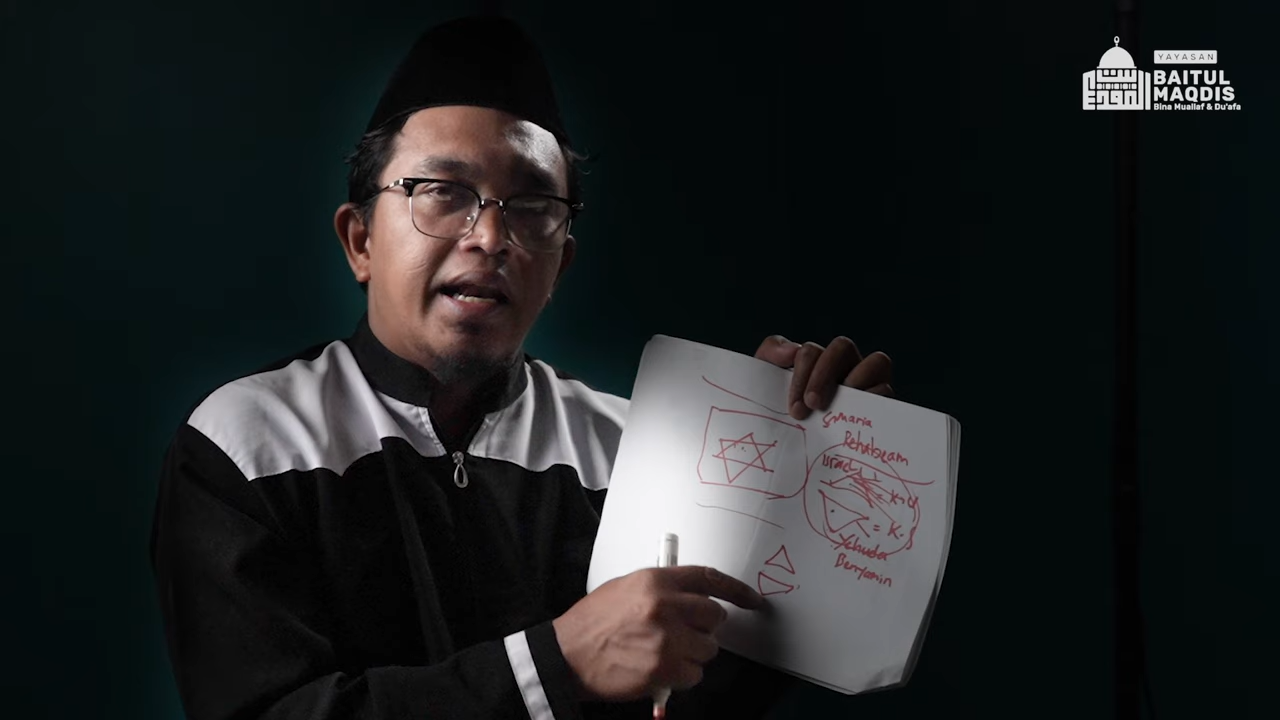 YAYASAN
BAITUL
MAQDIS
Bina Muallaf & Du'afa
Samaria
Rehabeam
Israel
= K.
Yehuda
Benyamin